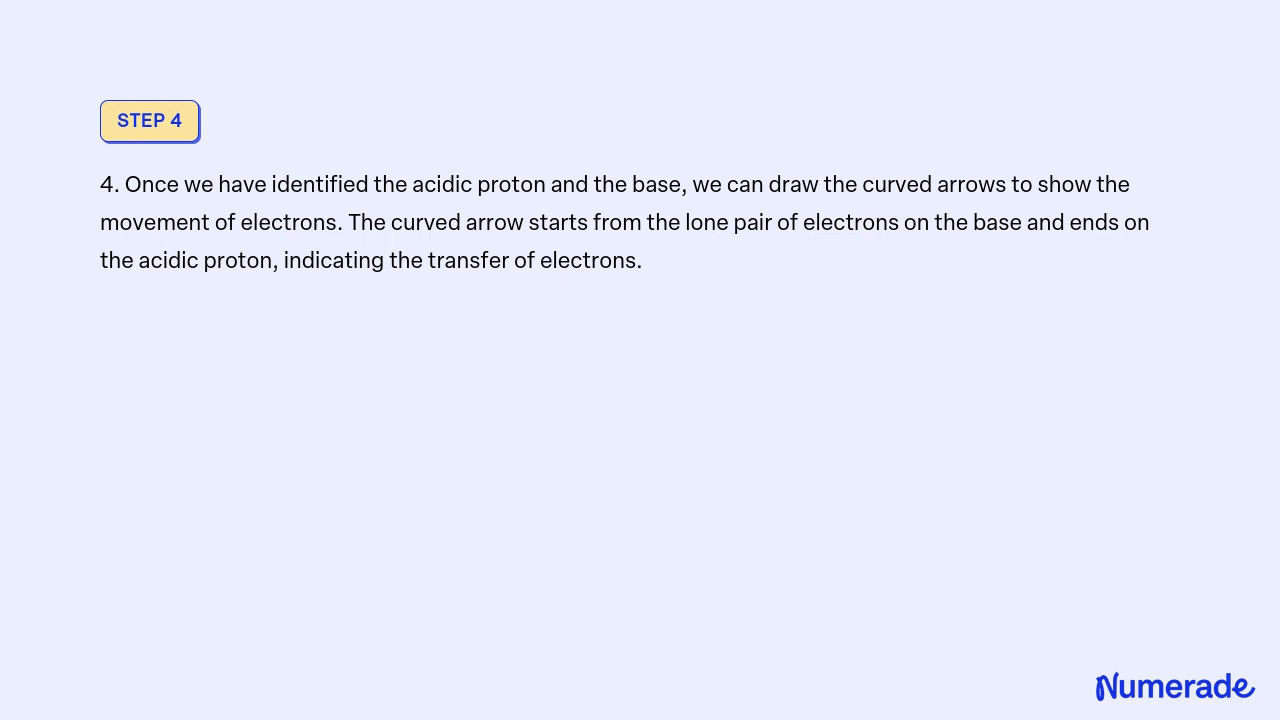 STEP 4
4. Once we have identified the acidic proton and the base, we can draw the curved arrows to show the
movement of electrons. The curved arrow starts from the lone pair of electrons on the base and ends on
the acidic proton, indicating the transfer of electrons.
Numerade